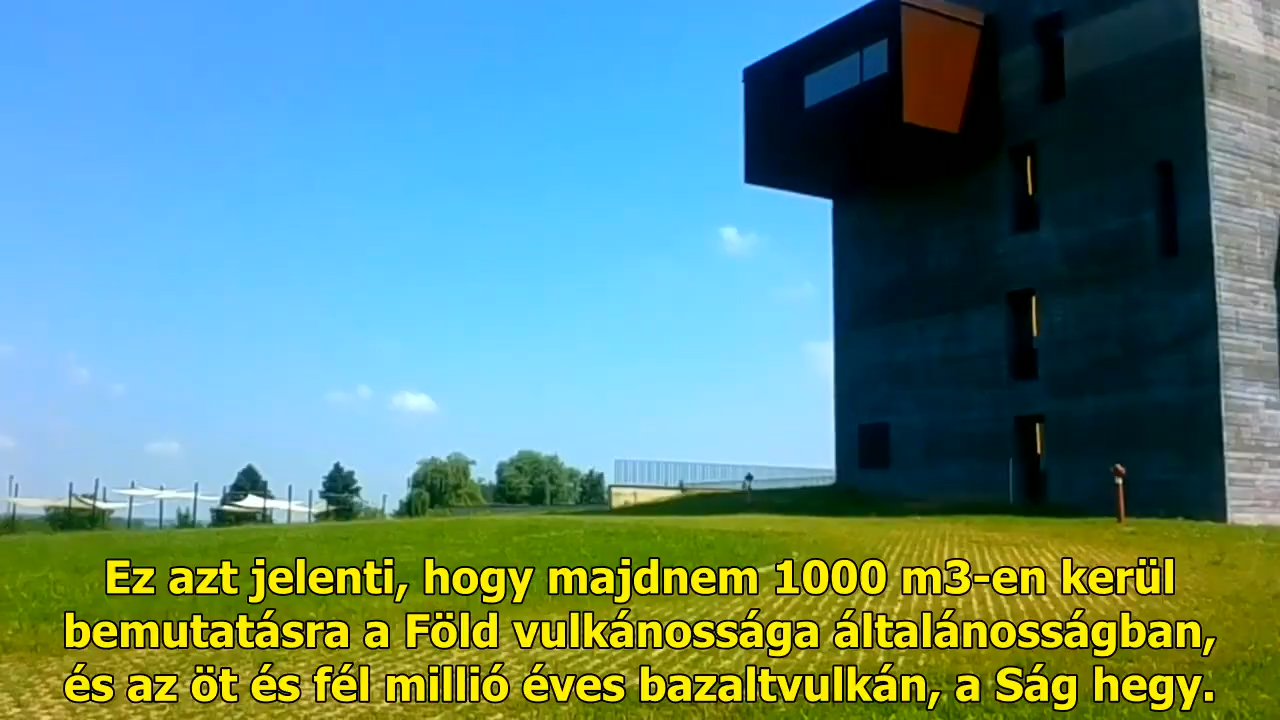 Ez azt jelenti, hogy majdnem 1000 m3-en kerül
bemutatásra a Föld vulkánossága általánosságban,
és az öt és fél millió éves bazaltvulkán, a Ság hegy.